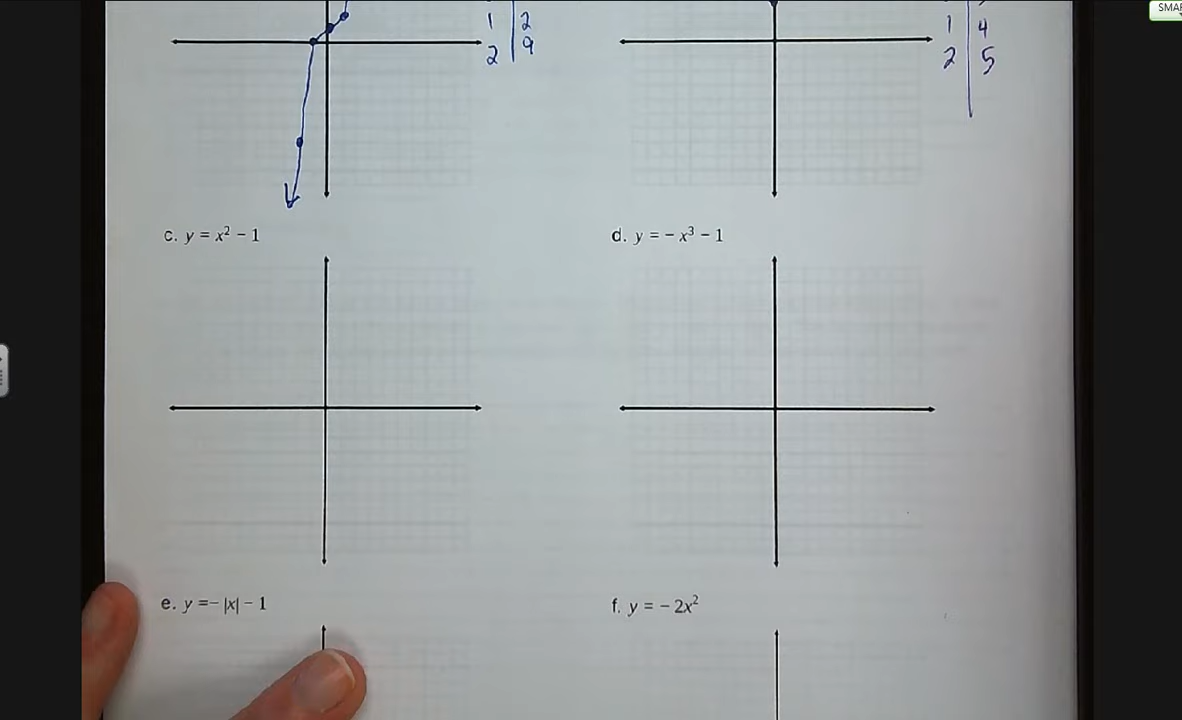 1 2
2 9
1 4
2 5
c. y = x² − 1
d. y = − x³ − 1
e. y =− |x| − 1
f. y = − 2x²